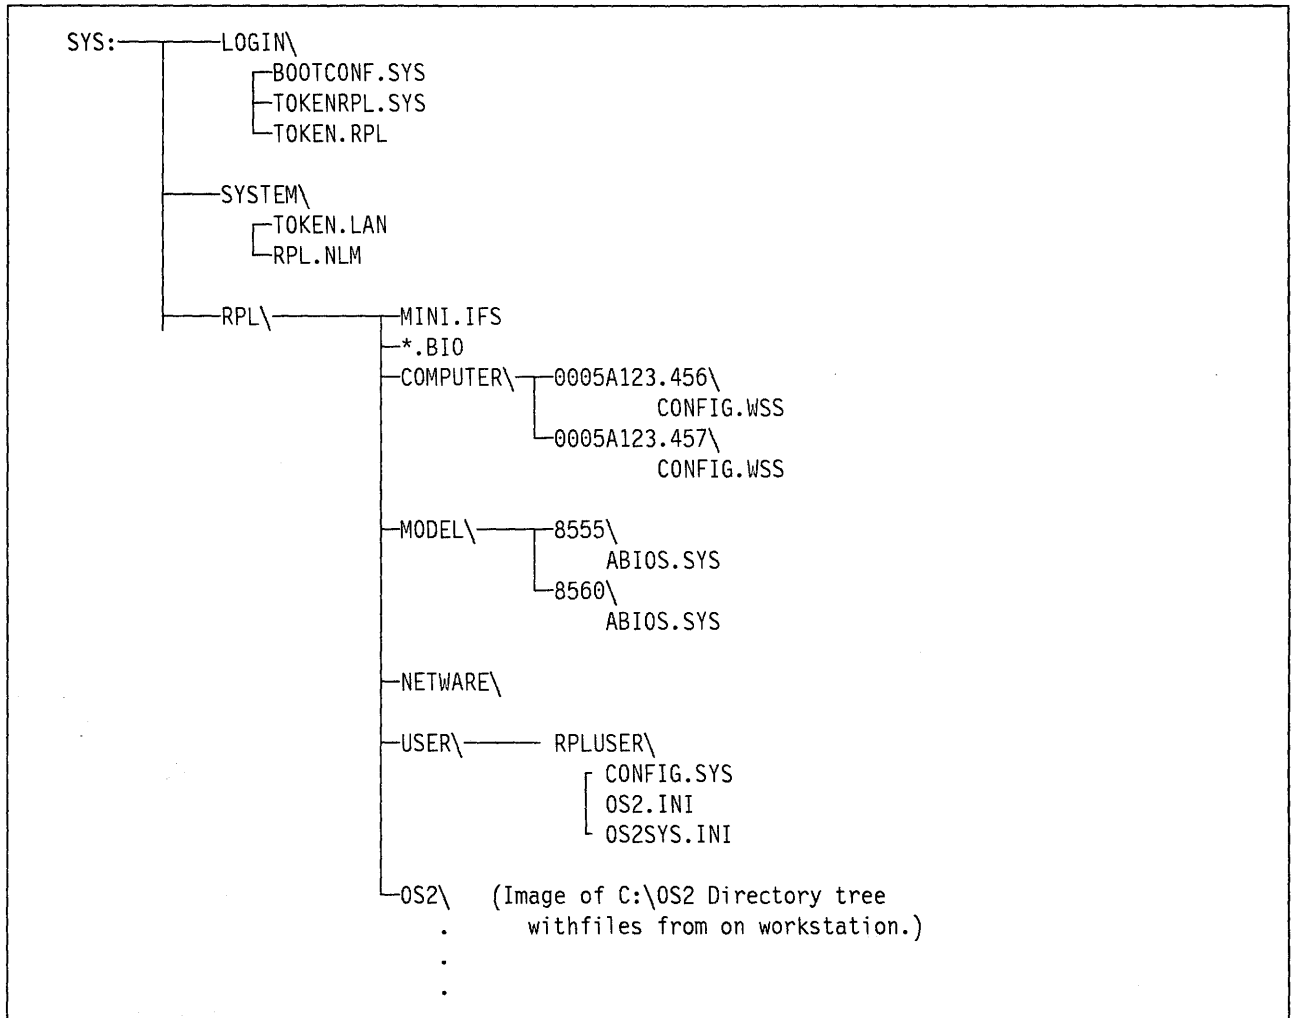 SYS: LOGIN\
BOOTCONF.SYS
TOKENRPL.SYS
TOKEN.RPL
SYSTEM\
TOKEN.LAN
RPL.NLM
RPL\ MINI.IFS
*.BIO
COMPUTER\ 0005A123.456\
CONFIG.WSS
0005A123.457\
CONFIG.WSS
MODEL\ 8555\
ABIOS.SYS
8560\
ABIOS.SYS
NETWARE\
USER\ RPLUSER\
CONFIG.SYS
OS2.INI
OS2SYS.INI
OS2\ (Image of C:\OS2 Directory tree
withfiles from on workstation.)
.
.
.